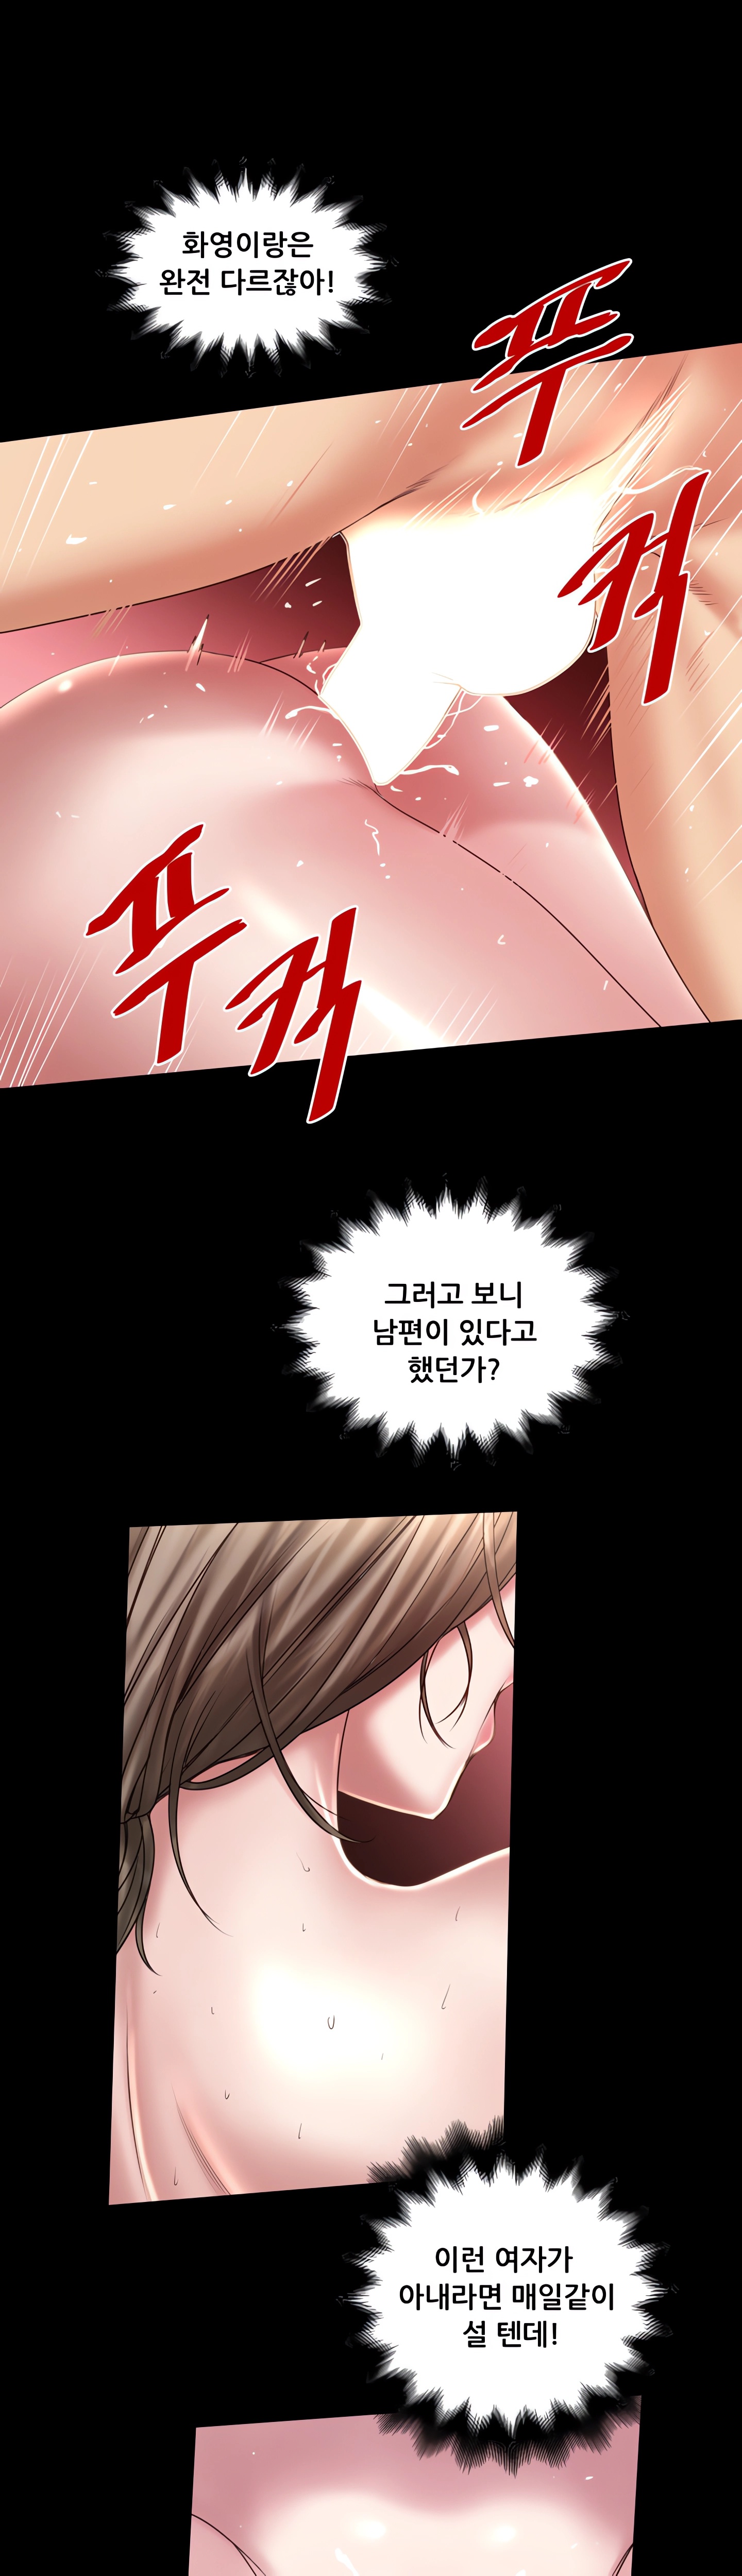 화영이랑은
완전 다르잖아!
푸
커
푸
커
그러고 보니
남편이 있다고
했던가?
이런 여자가
아내라면 매일같이
설 텐데!